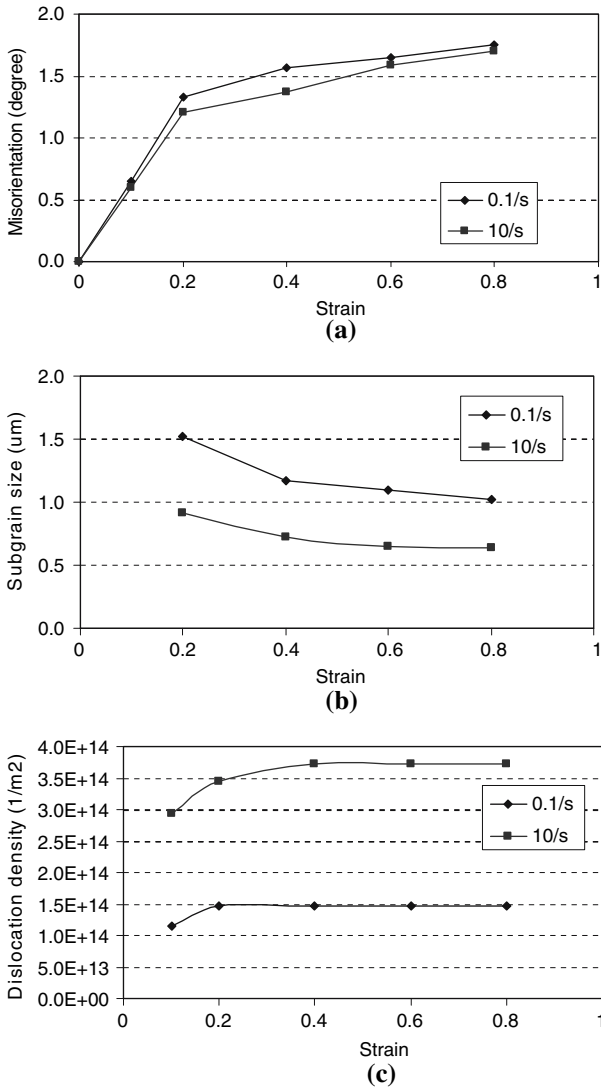 2.0
1.5
1.0
0.5
0.0
Misorientation (degree)
0.1/s
10/s
0 0.2 0.4 0.6 0.8 1
Strain
(a)
2.0
1.5
1.0
0.5
0.0
Subgrain size (um)
0.1/s
10/s
0 0.2 0.4 0.6 0.8 1
Strain
(b)
4.0E+14
3.5E+14
3.0E+14
2.5E+14
2.0E+14
1.5E+14
1.0E+14
5.0E+13
0.0E+00
Dislocation density (1/m2)
0.1/s
10/s
0 0.2 0.4 0.6 0.8 1
Strain
(c)